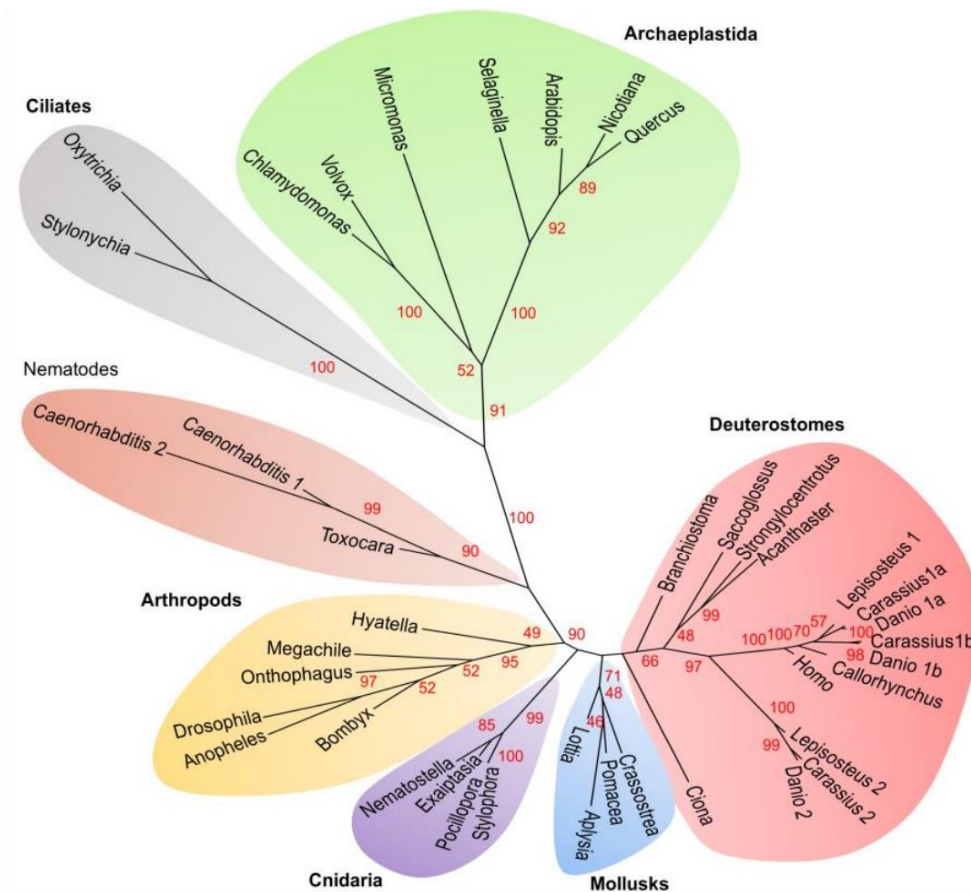 Archaeplastida
Ciliates
Oxytrichia
Stylonychia
100
Chlamydomonas
Volvox
Micromonas
Selaginella
Arabidopis
Nicotiana
Quercus
89
92
100
100
52
91
Nematodes
Caenorhabditis 2
Caenorhabditis 1
99
Toxocara
90
100
Arthropods
Hyatella
49
Megachile
Onthophagus
95
97
52
52
Drosophila
Anopheles
Bombyx
90
Cnidaria
85
99
100
Nematostella
Exaiptasia
Pocillopora
Stylophora
Mollusks
71
48
46
Lottia
Aplysia
Pomacea
Crassostrea
Deuterostomes
Branchiostoma
Saccoglossus
Strongylocentrotus
Acanthaster
99
48
66
97
Lepisosteus 1
Carassius1a
Danio 1a
Carassius1b
Danio 1b
Callorhynchus
Homo
100
100
70
57
100
98
100
99
Lepisosteus 2
Carassius 2
Danio 2
Ciona